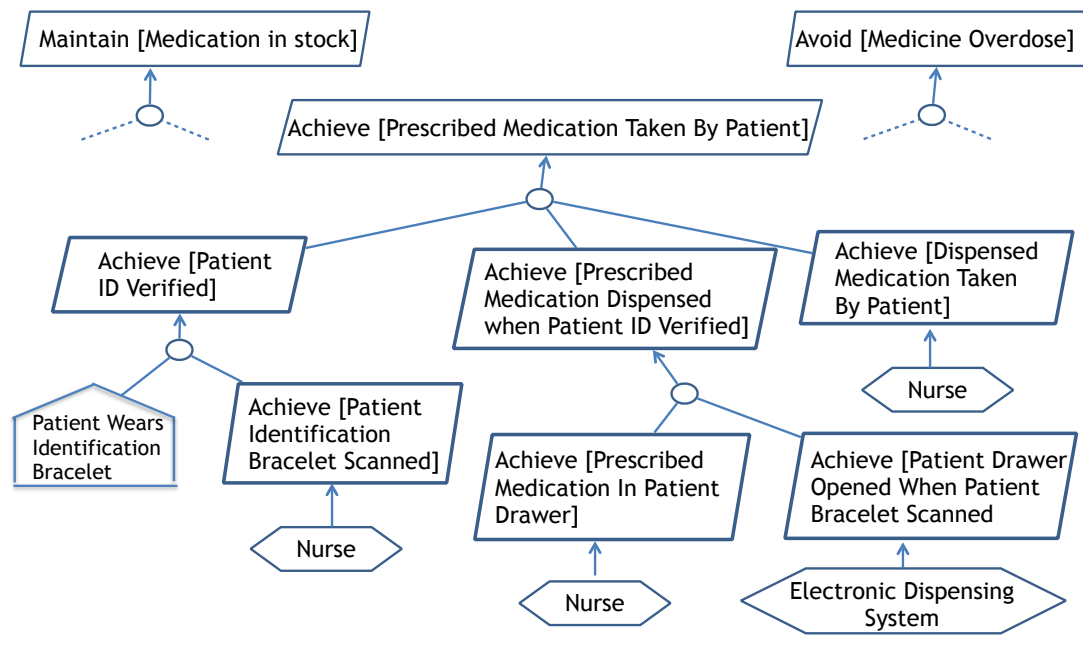 Maintain [Medication in stock]
Avoid [Medicine Overdose]
Achieve [Prescribed Medication Taken By Patient]
Achieve [Patient
ID Verified]
Achieve [Prescribed
Medication Dispensed
when Patient ID Verified]
Achieve [Dispensed
Medication Taken
By Patient]
Nurse
Patient Wears
Identification
Bracelet
Achieve [Patient
Identification
Bracelet Scanned]
Achieve [Prescribed
Medication In Patient
Drawer]
Achieve [Patient Drawer
Opened When Patient
Bracelet Scanned
Nurse
Nurse
Electronic Dispensing
System